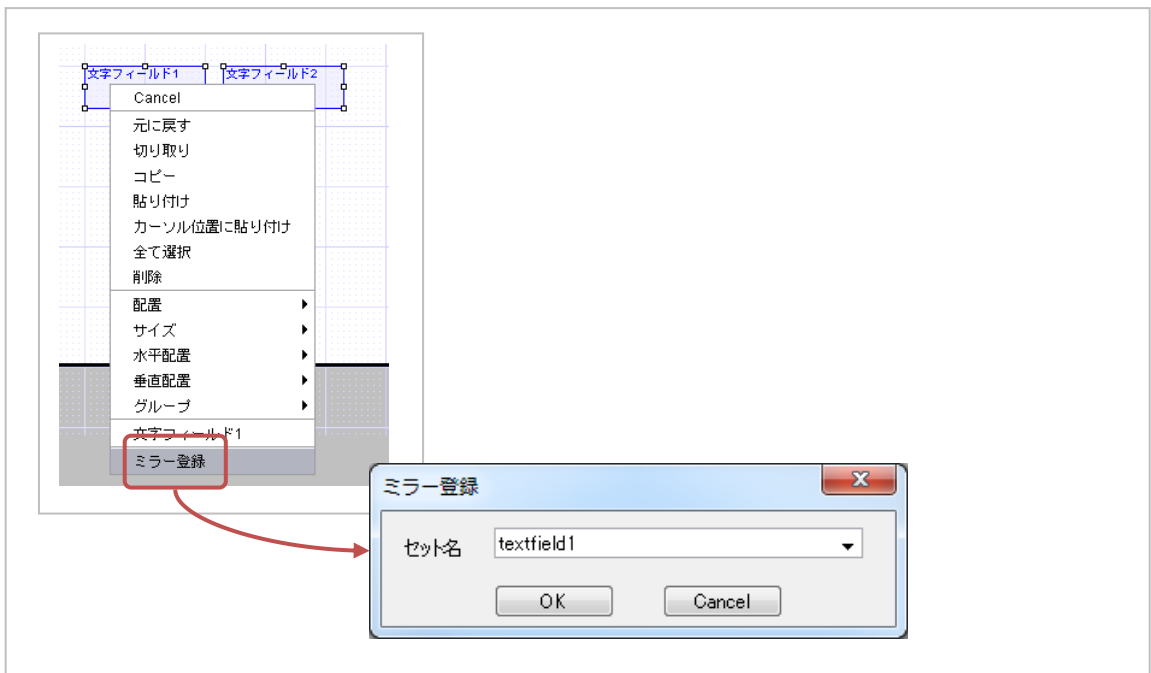 文字フィールド1 文字フィールド2
Cancel
元に戻す
切り取り
コピー
貼り付け
カーソル位置に貼り付け
全て選択
削除
配置
サイズ
水平配置
垂直配置
グループ
文字フィールド1
ミラー登録
ミラー登録
セット名 textfield1
OK Cancel